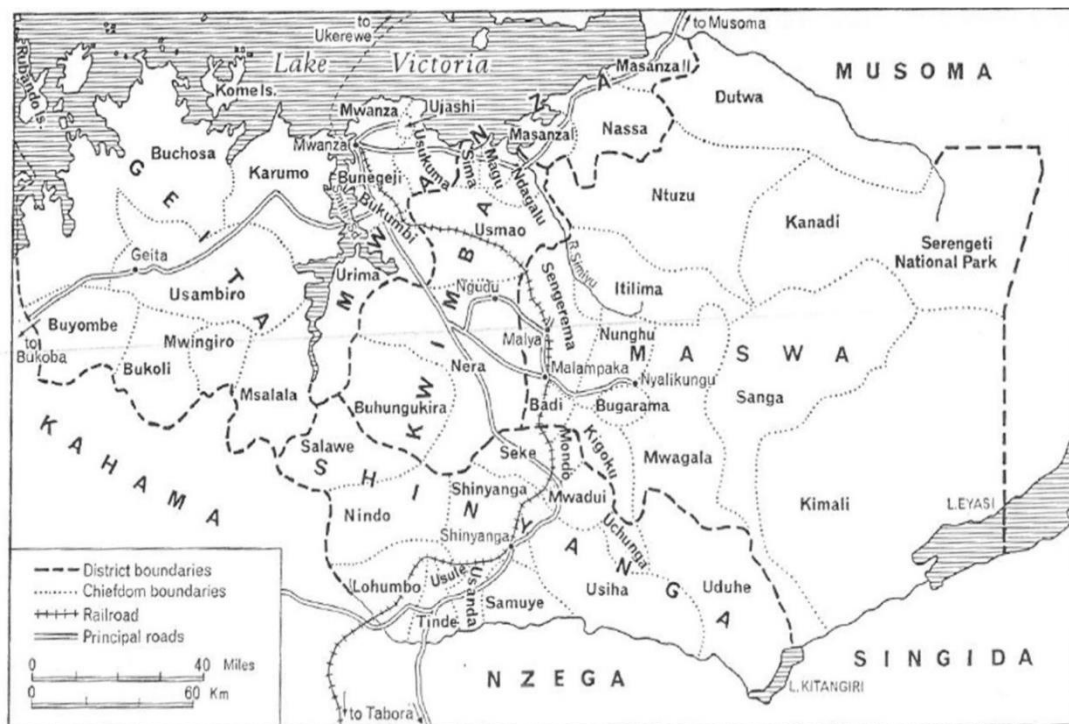 to
Ukerewe
to Musoma
Lake Victoria
Rubando Is.
Kome Is.
MUSOMA
Masanza II
Dutwa
Mwanza
Ujashi
MWANZA
Masanza I
Nassa
Mwanza
Buchosa
Karumo
Bunegeji
Usukuma
Sima
Magu
Ndagalu
Ntuzu
Kanadi
GEITA
Bukumbi
Usmao
Serengeti
National Park
Geita
Urima
Sengerema
R. Simiyu
Itilima
Usambiro
Ngudu
KWIMBA
Nunghu
MASWA
Buyombe
to
Bukoba
Mwingiro
Bukoli
Malya
Nera
Malampaka
Nyalikungu
Sanga
Msalala
Buhungukira
Badi
Bugarama
KAHAMA
Salawe
Seke
Mondo
Kigoku
Mwagala
SHINYANGA
Shinyanga
Mwadui
Kimali
L.EYASI
Nindo
Shinyanga
Uchunga
Lohumbo
Usule
Usanda
Usiha
Uduhe
Tinde
Samuye
NZEGA
SINGIDA
L.KITANGIRI
to Tabora
District boundaries
Chiefdom boundaries
Railroad
Principal roads
0 40 Miles
0 60 Km